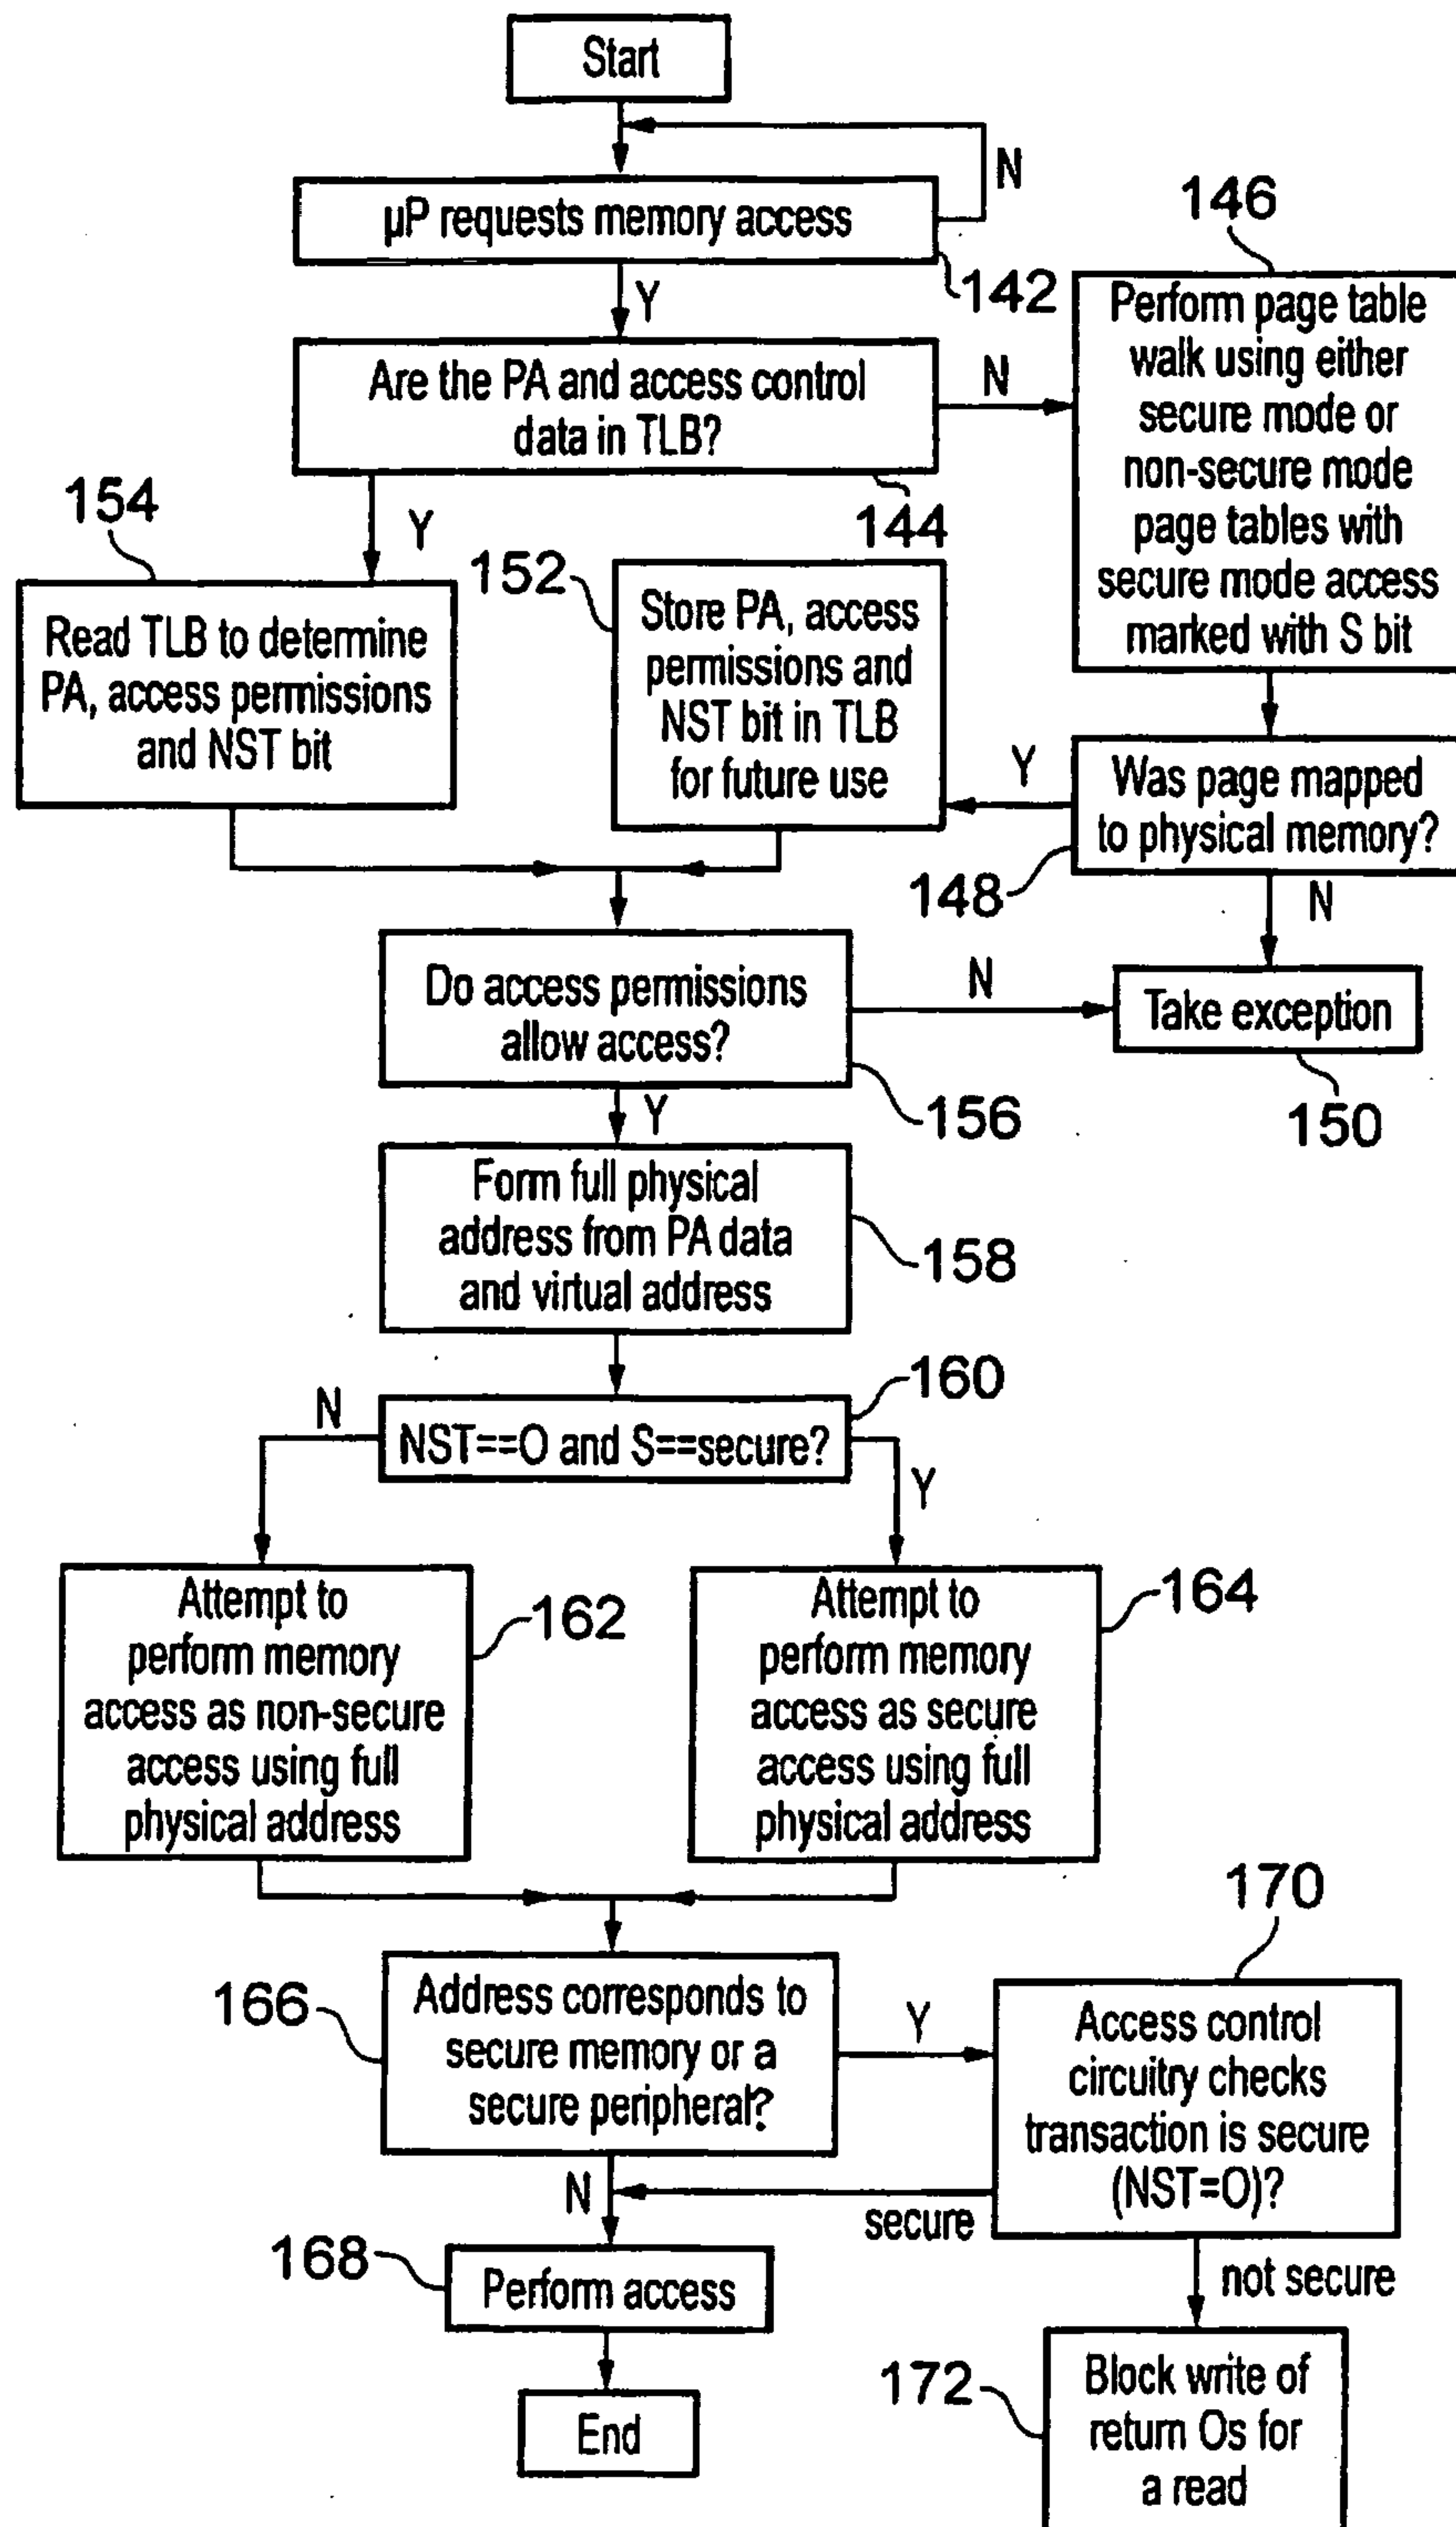 Start
N
µP requests memory access
142
Y
146
Perform page table
walk using either
secure mode or
non-secure mode
page tables with
secure mode access
marked with S bit
Are the PA and access control
data in TLB?
N
144
154
Y
152
Read TLB to determine
PA, access permissions
and NST bit
Store PA, access
permissions and
NST bit in TLB
for future use
Y
Was page mapped
to physical memory?
148
N
Do access permissions
allow access?
N
Take exception
156
150
Y
Form full physical
address from PA data
and virtual address
158
160
N
NST==O and S==secure?
Y
Attempt to
perform memory
access as non-secure
access using full
physical address
162
Attempt to
perform memory
access as secure
access using full
physical address
164
170
166
Address corresponds to
secure memory or a
secure peripheral?
Y
Access control
circuitry checks
transaction is secure
(NST=O)?
N
secure
168
Perform access
not secure
End
172
Block write of
return Os for
a read